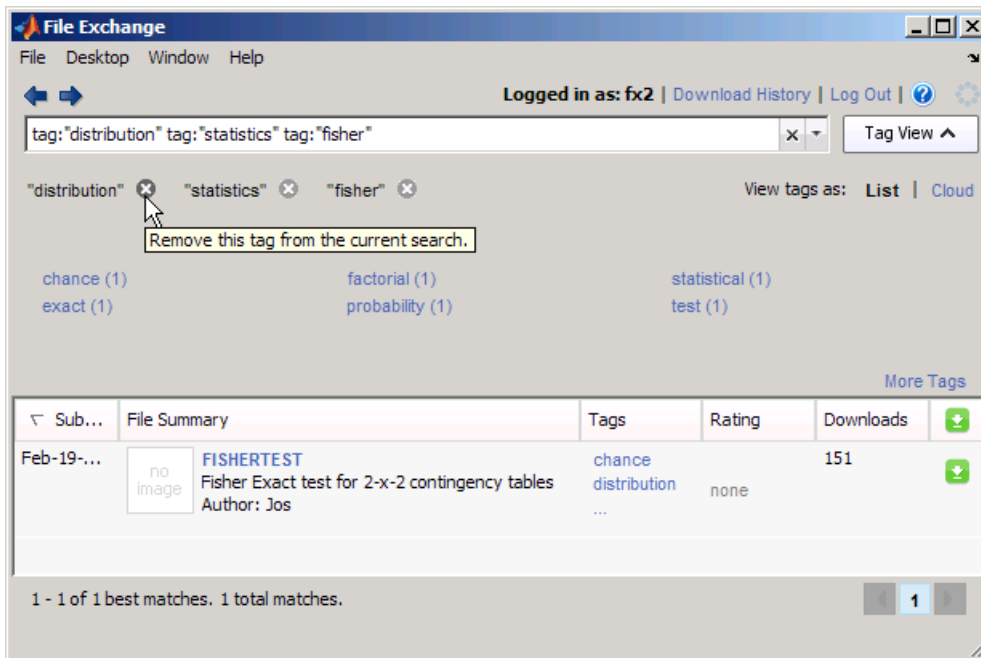 File Exchange
File Desktop Window Help
Logged in as: fx2 | Download History | Log Out | ?
tag:"distribution" tag:"statistics" tag:"fisher"
Tag View
"distribution" "statistics" "fisher" View tags as: List | Cloud
Remove this tag from the current search.
chance (1) factorial (1) statistical (1)
exact (1) probability (1) test (1)
More Tags
Sub... File Summary Tags Rating Downloads
Feb-19-... no image FISHERTEST chance 151
Fisher Exact test for 2-x-2 contingency tables distribution none
Author: Jos ...
1 - 1 of 1 best matches. 1 total matches. 1